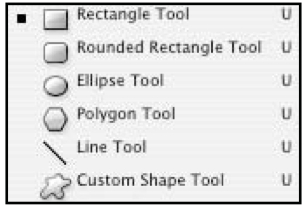 Rectangle Tool U
Rounded Rectangle Tool U
Ellipse Tool U
Polygon Tool U
Line Tool U
Custom Shape Tool U